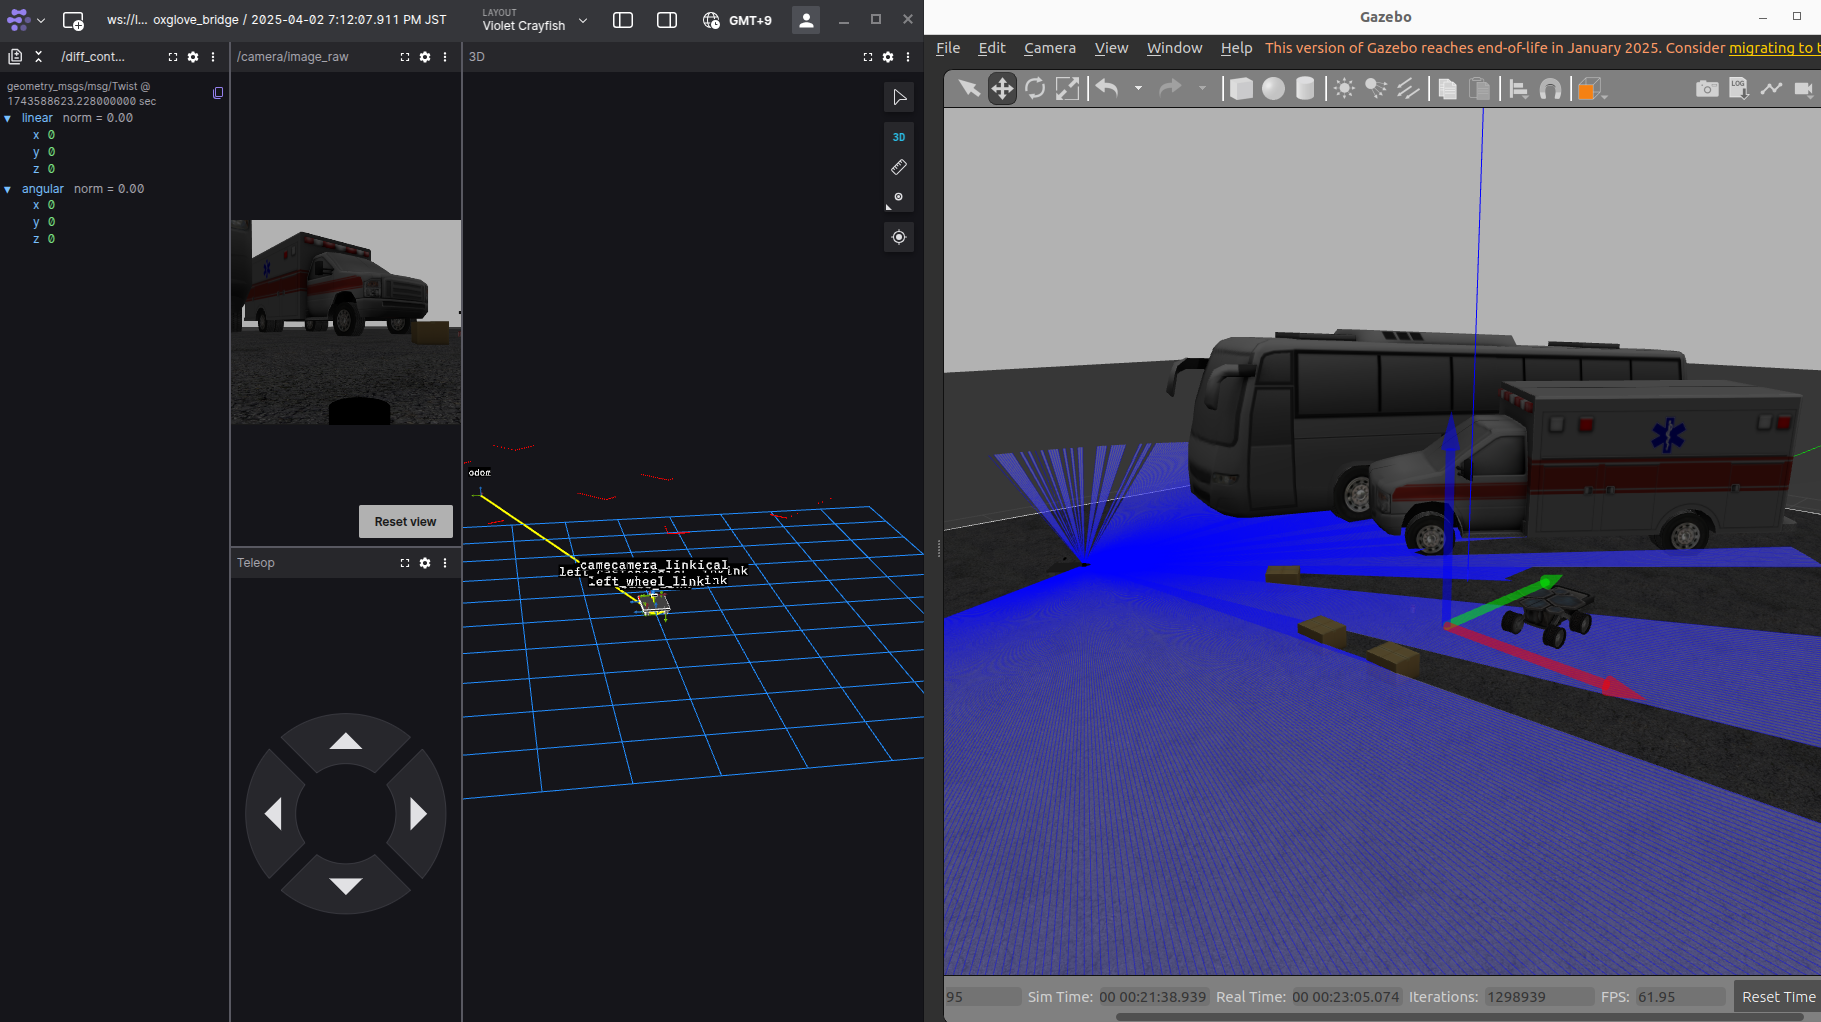 ws://l... oxglove_bridge / 2025-04-02 7:12:07.911 PM JST
LAYOUT
Violet Crayfish
GMT+9
/diff_cont...
geometry_msgs/msg/Twist @
1743588623.228000000 sec
linear norm = 0.00
x 0
y 0
z 0
angular norm = 0.00
x 0
y 0
z 0
/camera/image_raw
Reset view
Teleop
3D
3D
odom
left_wheel_link
Gazebo
File Edit Camera View Window Help This version of Gazebo reaches end-of-life in January 2025. Consider migrating to t
LOG
95 Sim Time: 00 00:21:38.939 Real Time: 00 00:23:05.074 Iterations: 1298939 FPS: 61.95 Reset Time